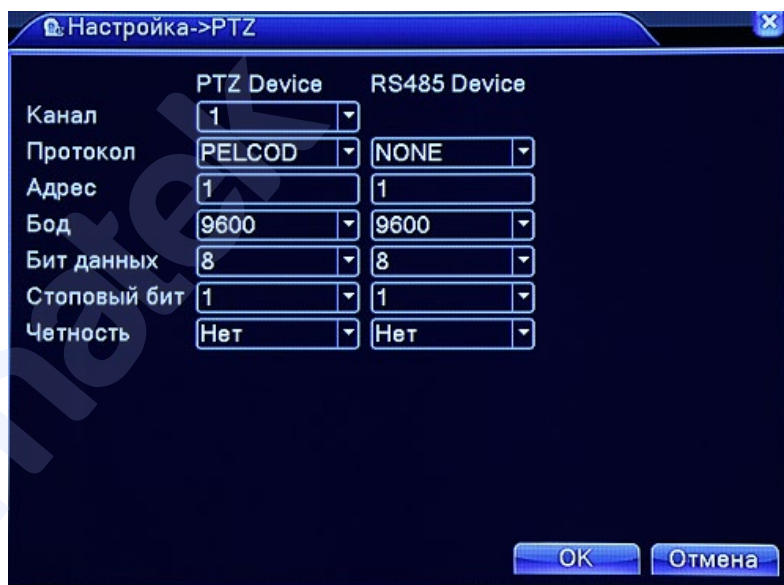 Настройка->PTZ
PTZ Device RS485 Device
Канал 1
Протокол PELCOD NONE
Адрес 1 1
Бод 9600 9600
Бит данных 8 8
Стоповый бит 1 1
Четность Нет Нет
OK Отмена